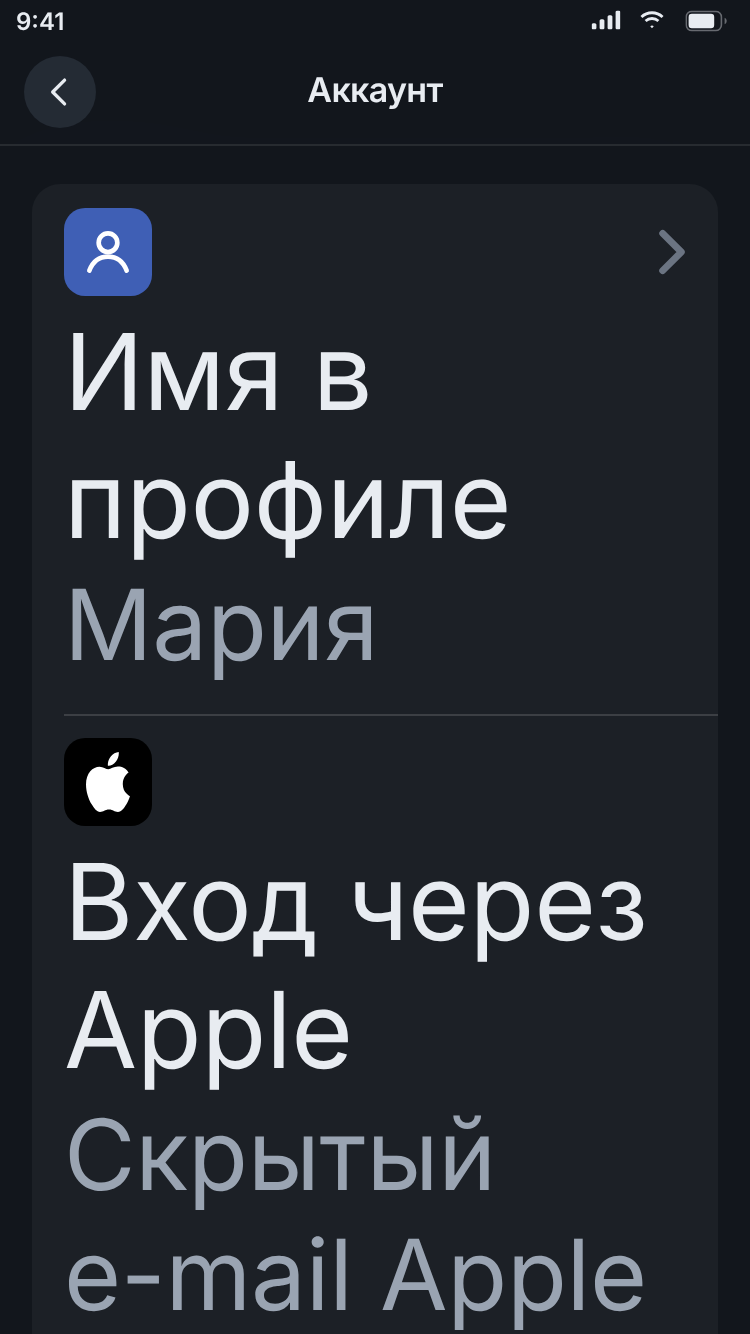 9:41
Аккаунт
Имя в
профиле
Мария
Вход через
Apple
Скрытый
e-mail Apple